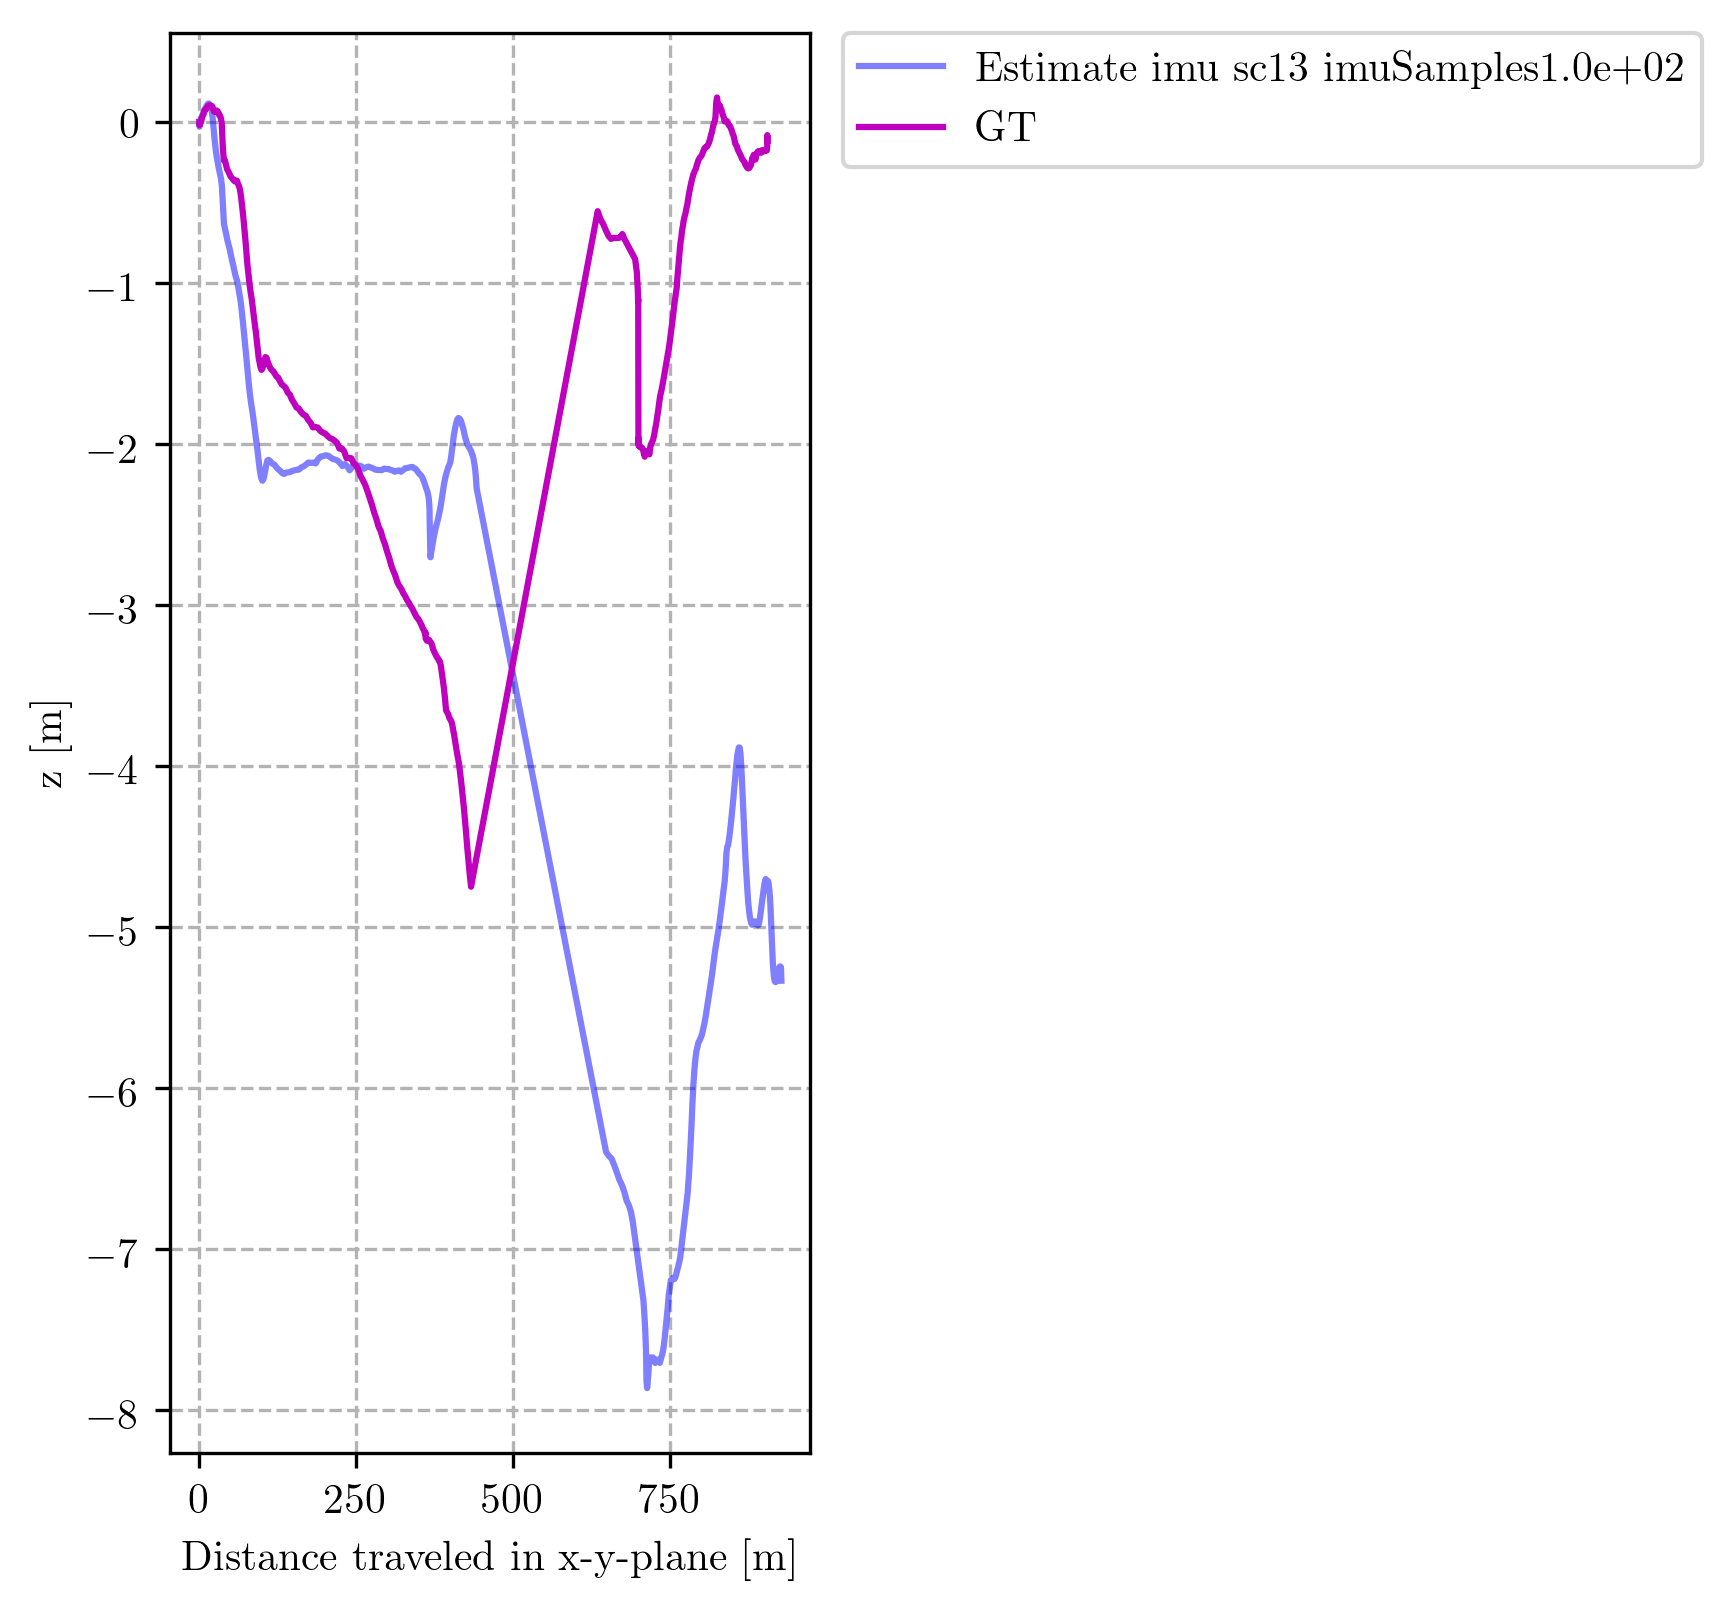 Estimate imu sc13 imuSamples1.0e+02
GT
0
−1
−2
−3
−4
−5
−6
−7
−8
z [m]
0 250 500 750
Distance traveled in x-y-plane [m]